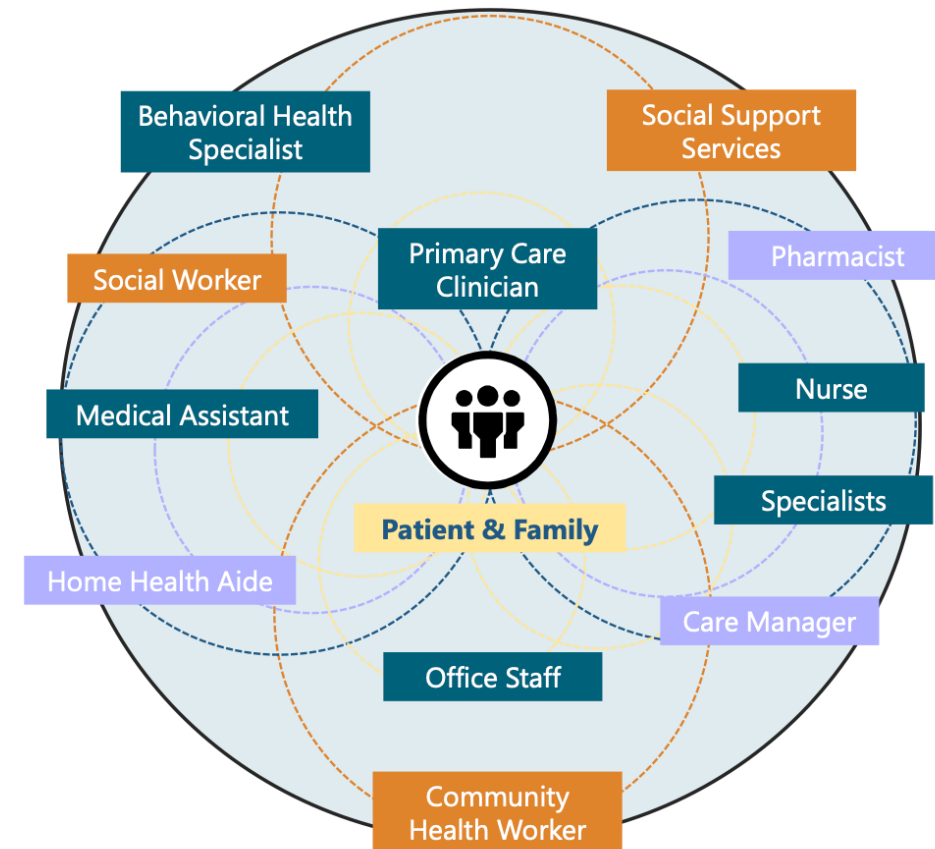 Behavioral Health
Specialist
Social Support
Services
Primary Care
Clinician
Pharmacist
Social Worker
Nurse
Medical Assistant
Specialists
Patient & Family
Home Health Aide
Care Manager
Office Staff
Community
Health Worker